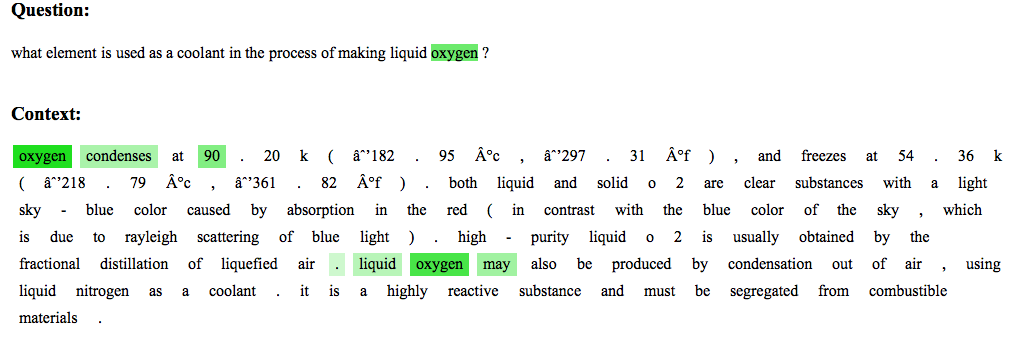 Question:
what element is used as a coolant in the process of making liquid oxygen ?
Context:
oxygen condenses at 90 . 20 k ( âˆ’182 . 95 Â°c , âˆ’297 . 31 Â°f ) , and freezes at 54 . 36 k
( âˆ’218 . 79 Â°c , âˆ’361 . 82 Â°f ) . both liquid and solid o 2 are clear substances with a light
sky - blue color caused by absorption in the red ( in contrast with the blue color of the sky , which
is due to rayleigh scattering of blue light ) . high - purity liquid o 2 is usually obtained by the
fractional distillation of liquefied air . liquid oxygen may also be produced by condensation out of air , using
liquid nitrogen as a coolant . it is a highly reactive substance and must be segregated from combustible
materials .